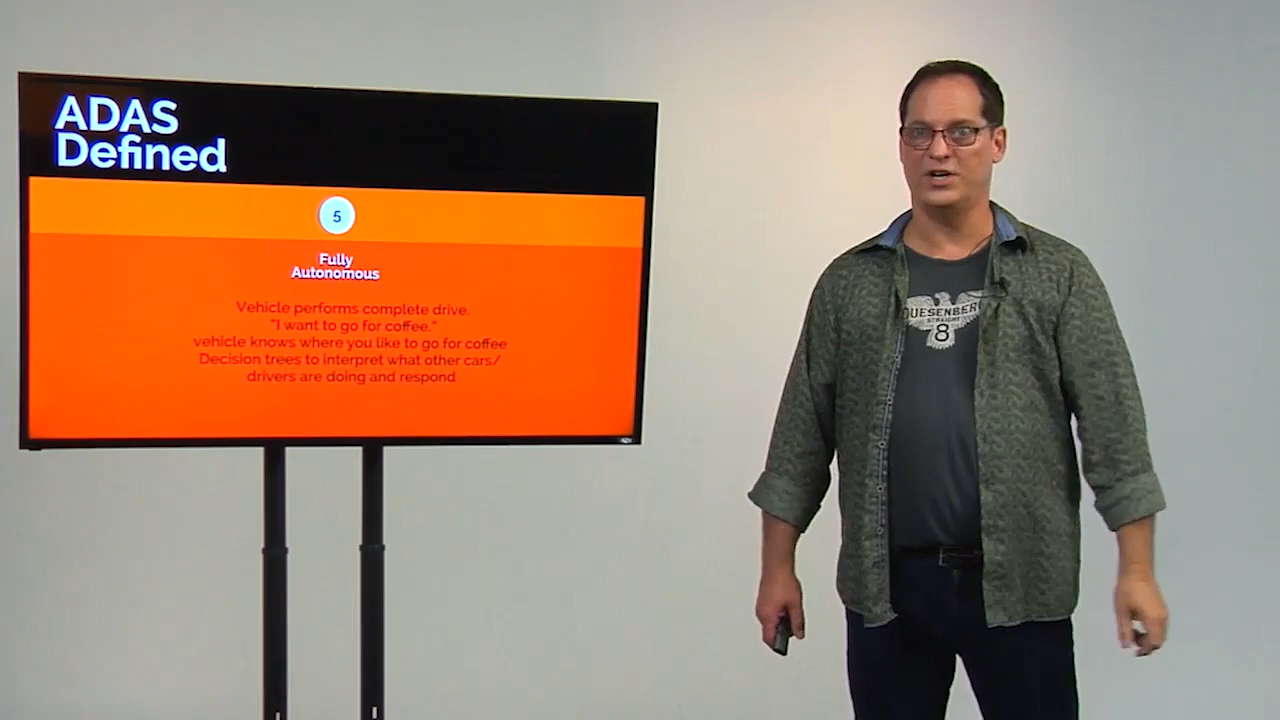 ADAS
Defined
5
Fully
Autonomous
Vehicle performs complete drive.
"I want to go for coffee."
vehicle knows where you like to go for coffee
Decision trees to interpret what other cars/
drivers are doing and respond
DUESENBERG
STRAIGHT
8